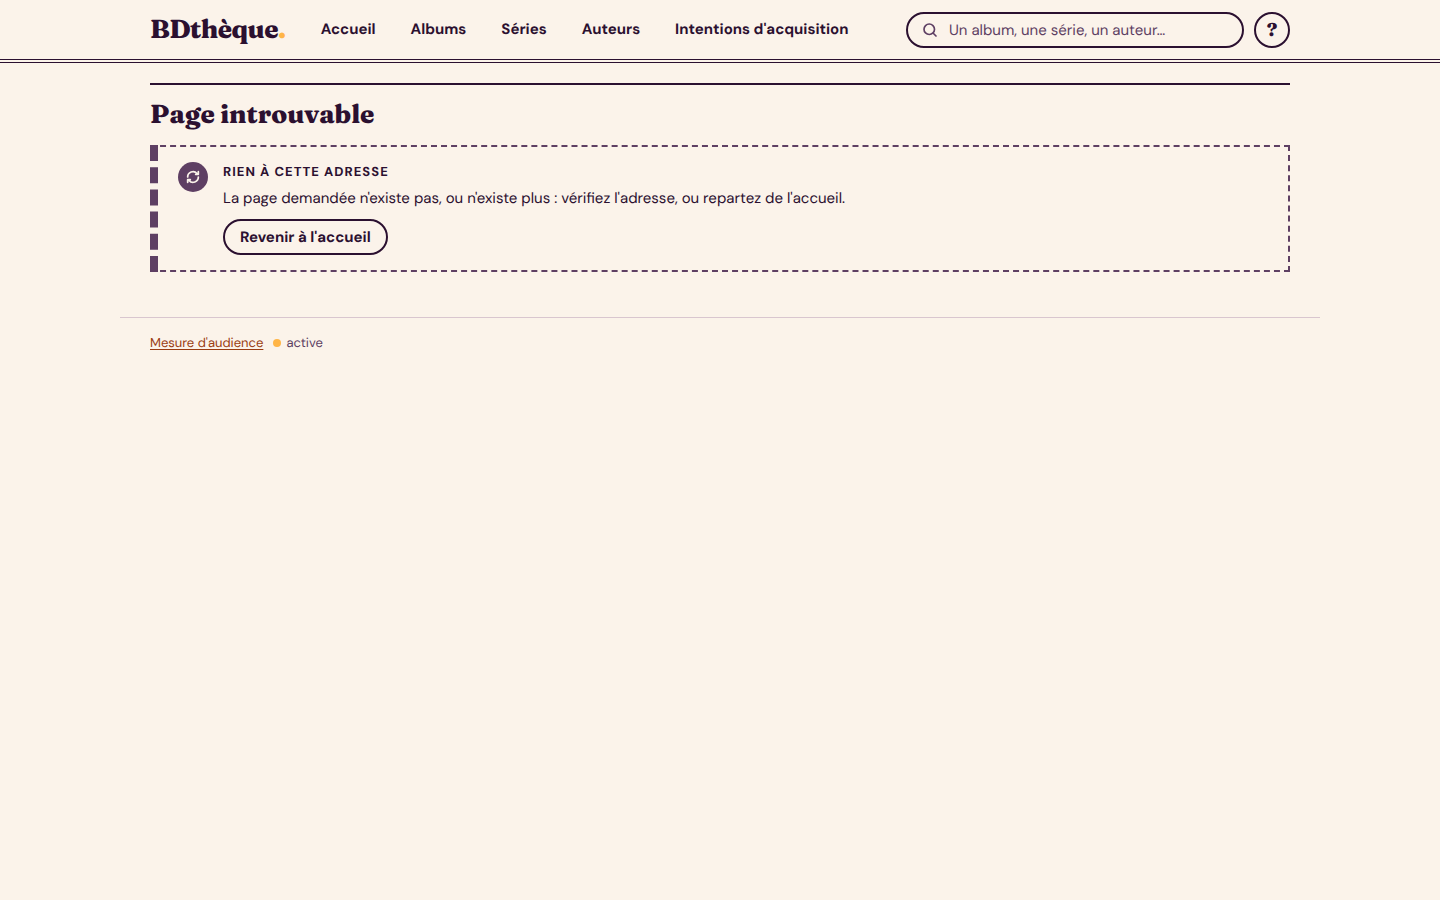 BDthèque.
Accueil
Albums
Séries
Auteurs
Intentions d'acquisition
Un album, une série, un auteur…
?
Page introuvable
RIEN À CETTE ADRESSE
La page demandée n'existe pas, ou n'existe plus : vérifiez l'adresse, ou repartez de l'accueil.
Revenir à l'accueil
Mesure d'audience
active